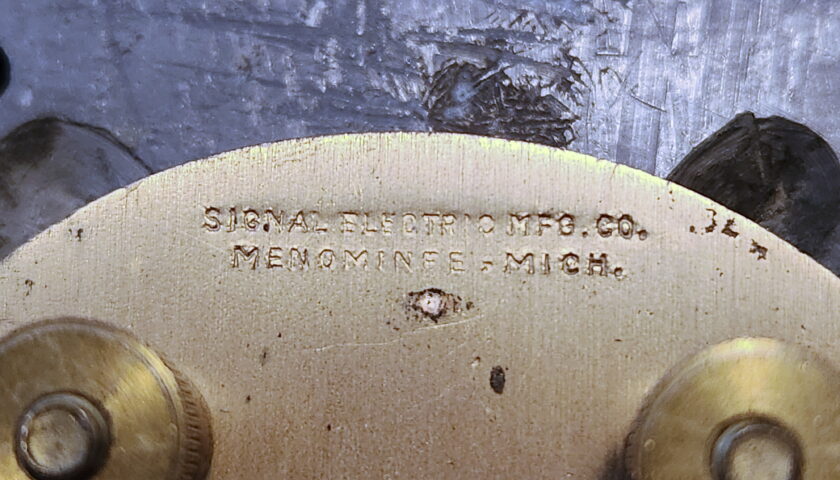 SIGNAL ELECTRIC MFG. CO.
MENOMINEE, MICH.